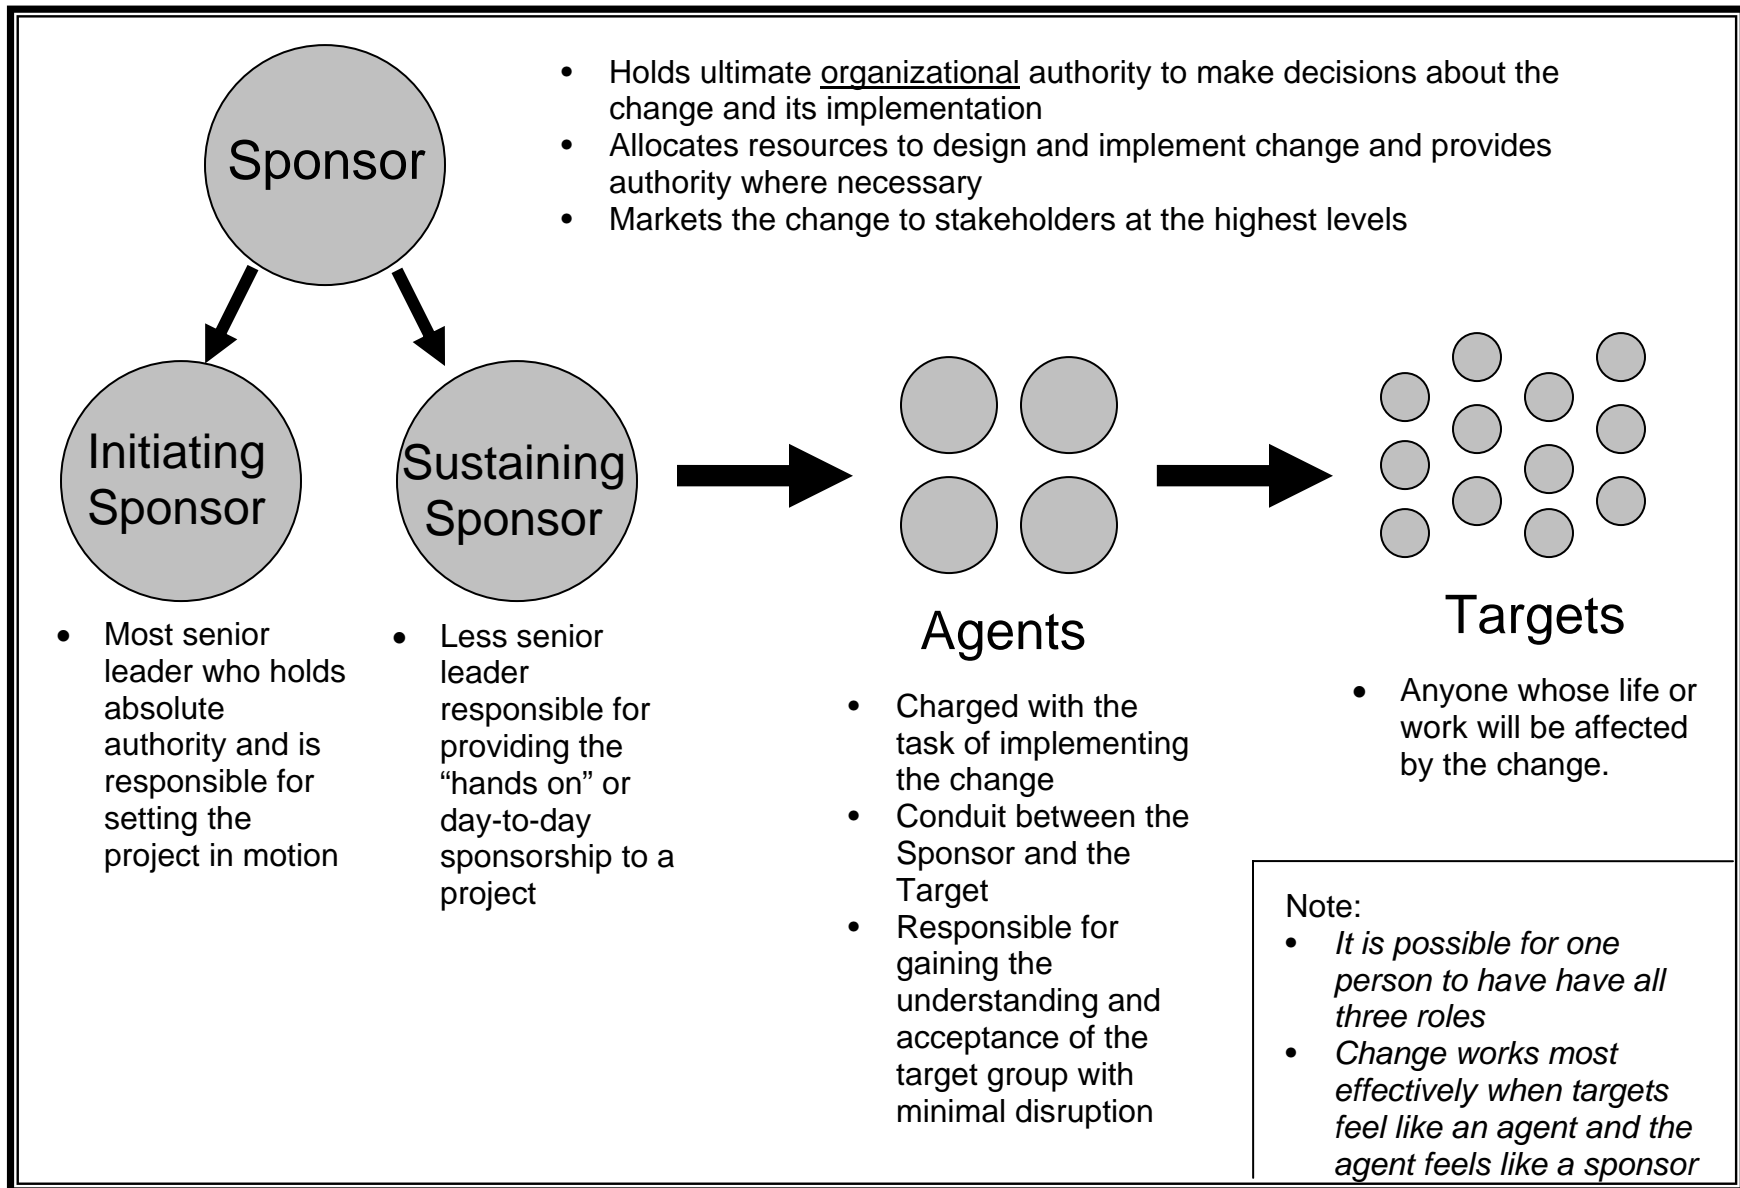 Sponsor
• Holds ultimate organizational authority to make decisions about the
change and its implementation
• Allocates resources to design and implement change and provides
authority where necessary
• Markets the change to stakeholders at the highest levels
Initiating
Sponsor
• Most senior
leader who holds
absolute
authority and is
responsible for
setting the
project in motion
Sustaining
Sponsor
• Less senior
leader
responsible for
providing the
“hands on” or
day-to-day
sponsorship to a
project
Agents
• Charged with the
task of implementing
the change
• Conduit between the
Sponsor and the
Target
• Responsible for
gaining the
understanding and
acceptance of the
target group with
minimal disruption
Targets
• Anyone whose life or
work will be affected
by the change.
Note:
• It is possible for one
person to have have all
three roles
• Change works most
effectively when targets
feel like an agent and the
agent feels like a sponsor